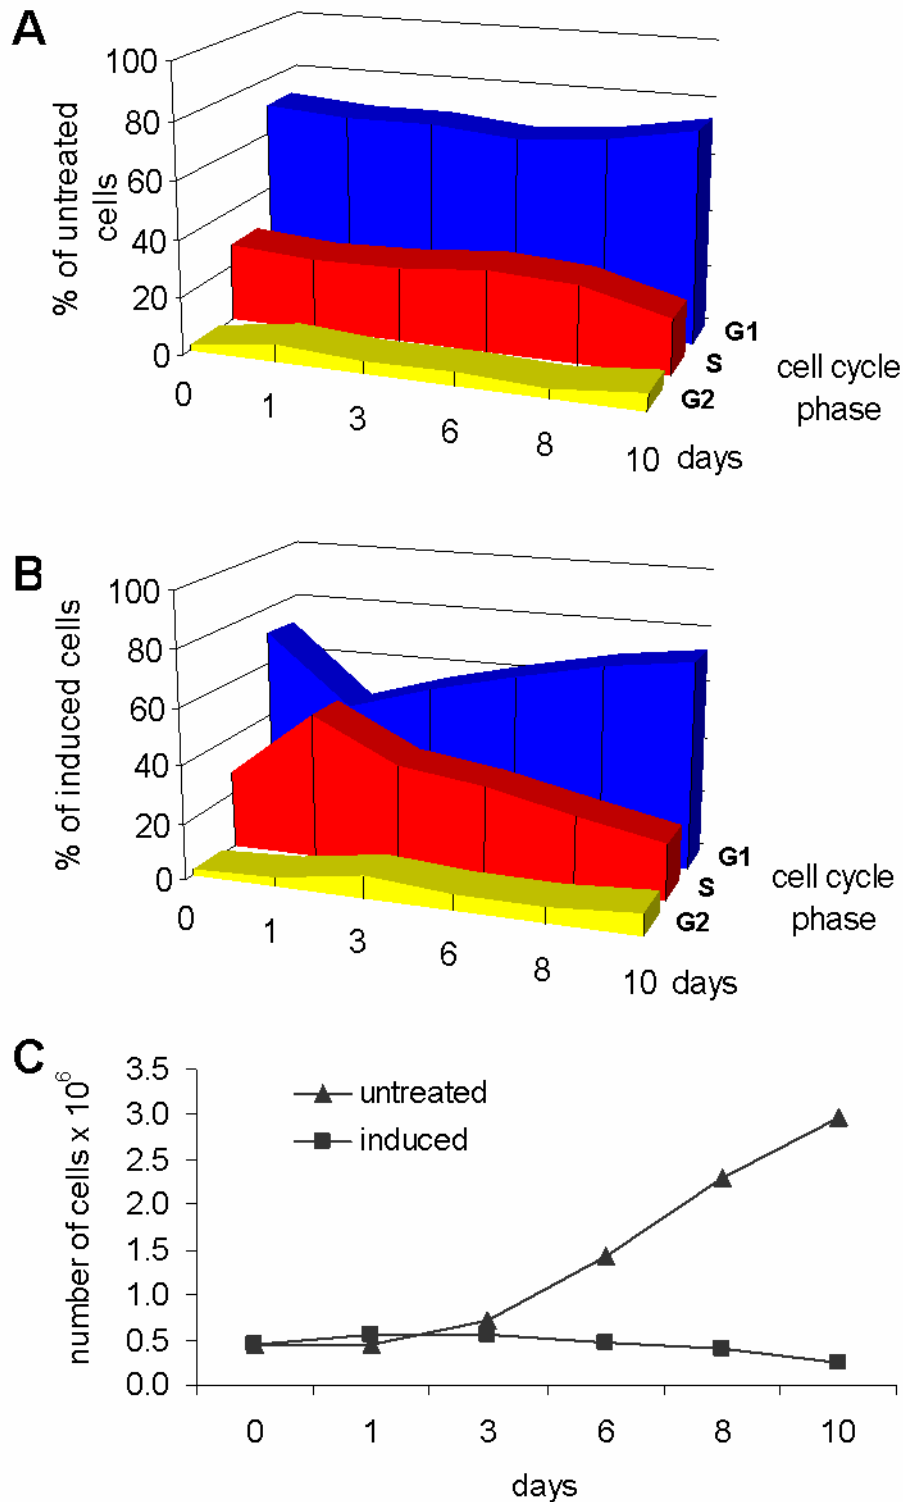 A
100
80
60
40
20
0
% of untreated
cells
0
1
3
6
8
10 days
G1
S
G2
cell cycle
phase
B
100
80
60
40
20
0
% of induced cells
0
1
3
6
8
10 days
G1
S
G2
cell cycle
phase
C
3.5
3.0
2.5
2.0
1.5
1.0
0.5
0.0
number of cells x 10⁶
untreated
induced
0
1
3
6
8
10
days